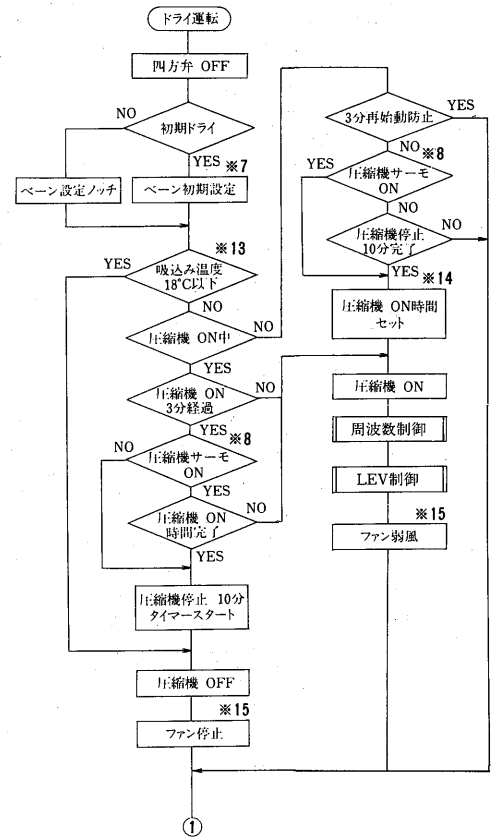 ドライ運転
四方弁 OFF
NO
初期ドライ
YES
※7
ベーン設定ノッチ
ベーン初期設定
※13
YES
吸込み温度
18°C以下
NO
圧縮機 ON中
NO
YES
圧縮機 ON
3分経過
NO
YES
※8
NO
圧縮機サーモ
ON
YES
圧縮機 ON
時間完了
NO
YES
圧縮機停止 10分
タイマースタート
圧縮機 OFF
※15
ファン停止
①
3分再始動防止
YES
NO
※8
YES
圧縮機サーモ
ON
NO
圧縮機停止
10分完了
NO
YES
※14
圧縮機 ON時間
セット
圧縮機 ON
周波数制御
LEV制御
※15
ファン弱風